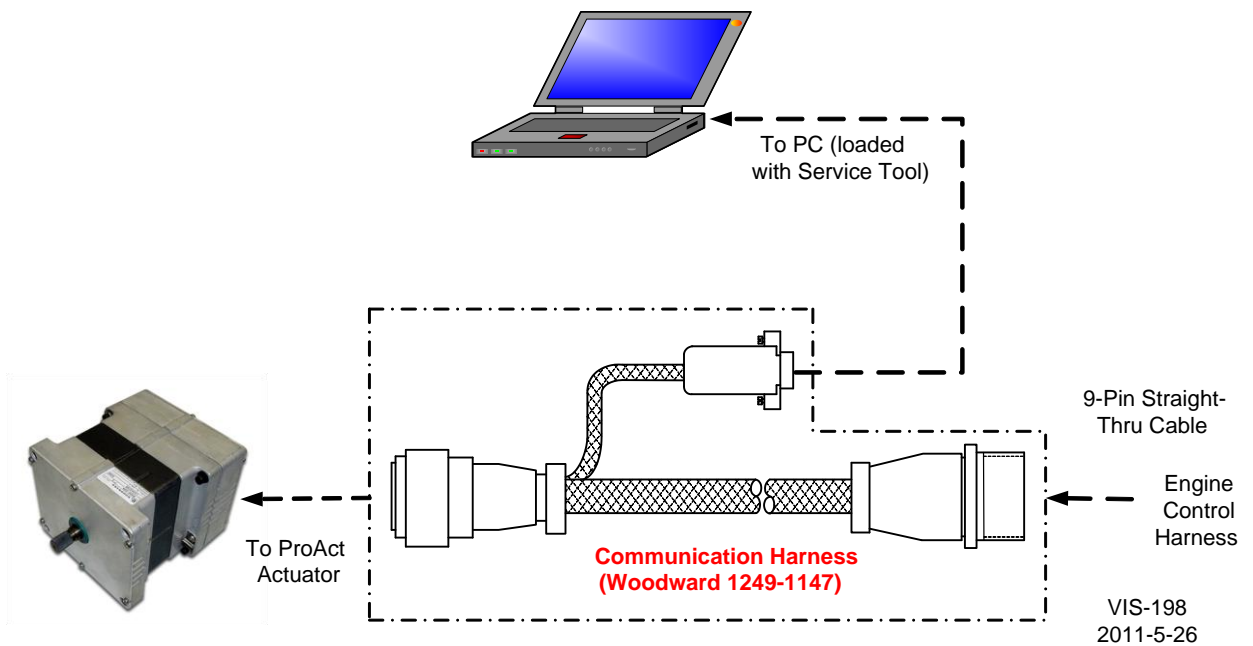 To PC (loaded
with Service Tool)
9-Pin Straight-
Thru Cable
Engine
Control
Harness
To ProAct
Actuator
Communication Harness
(Woodward 1249-1147)
VIS-198
2011-5-26